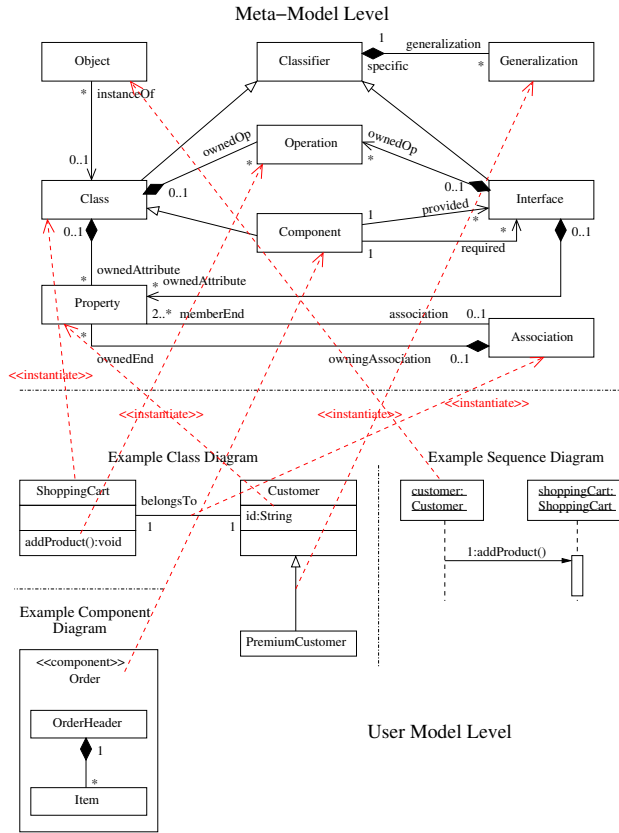 Meta−Model Level
Object
Classifier
1
generalization
specific
*
Generalization
*
instanceOf
ownedOp
Operation
ownedOp
*
*
0..1
0..1
0..1
Class
Interface
provided
1
*
*
Component
0..1
0..1
1
required
ownedAttribute
*
*
ownedAttribute
Property
2..*
memberEnd
association
0..1
*
Association
ownedEnd
owningAssociation
0..1
<<instantiate>>
<<instantiate>>
<<instantiate>>
<<instantiate>>
Example Class Diagram
Example Sequence Diagram
ShoppingCart
addProduct():void
belongsTo
1
1
Customer
id:String
PremiumCustomer
customer:
Customer
shoppingCart:
ShoppingCart
1:addProduct()
Example Component
Diagram
<<component>>
Order
OrderHeader
1
*
Item
User Model Level